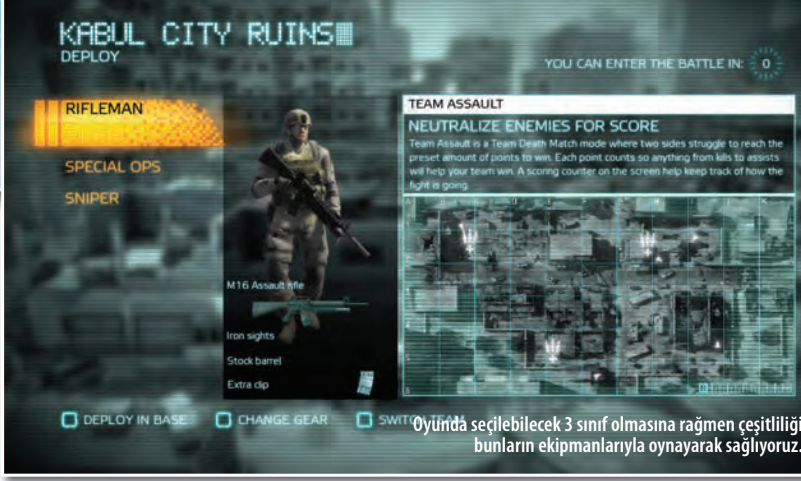 KABUL CITY RUINS
DEPLOY
YOU CAN ENTER THE BATTLE IN: 0
RIFLEMAN
SPECIAL OPS
SNIPER
M16 Assault rifle
Iron sights
Stock barrel
Extra clip
TEAM ASSAULT
NEUTRALIZE ENEMIES FOR SCORE
Team Assault is a Team Death Match mode where two sides struggle to reach the
preset amount of points to win. Each point counts so anything from kills to assists
will help your team win. A scoring counter on the screen help keep track of how the
fight is going.
DEPLOY IN BASE CHANGE GEAR SWITCH TEAM
Oyunda seçilebilecek 3 sınıf olmasına rağmen çeşitliliği
bunların ekipmanlarıyla oynayarak sağlıyoruz.